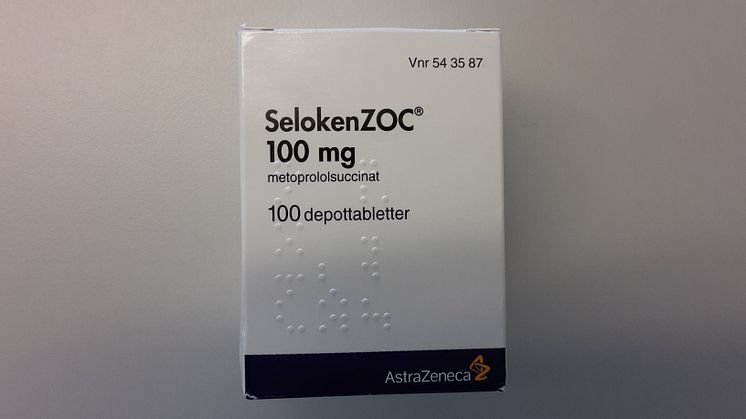 Vnr 54 35 87
SelokenZOC®
100 mg
metoprololsuccinat
100 depottabletter
AstraZeneca